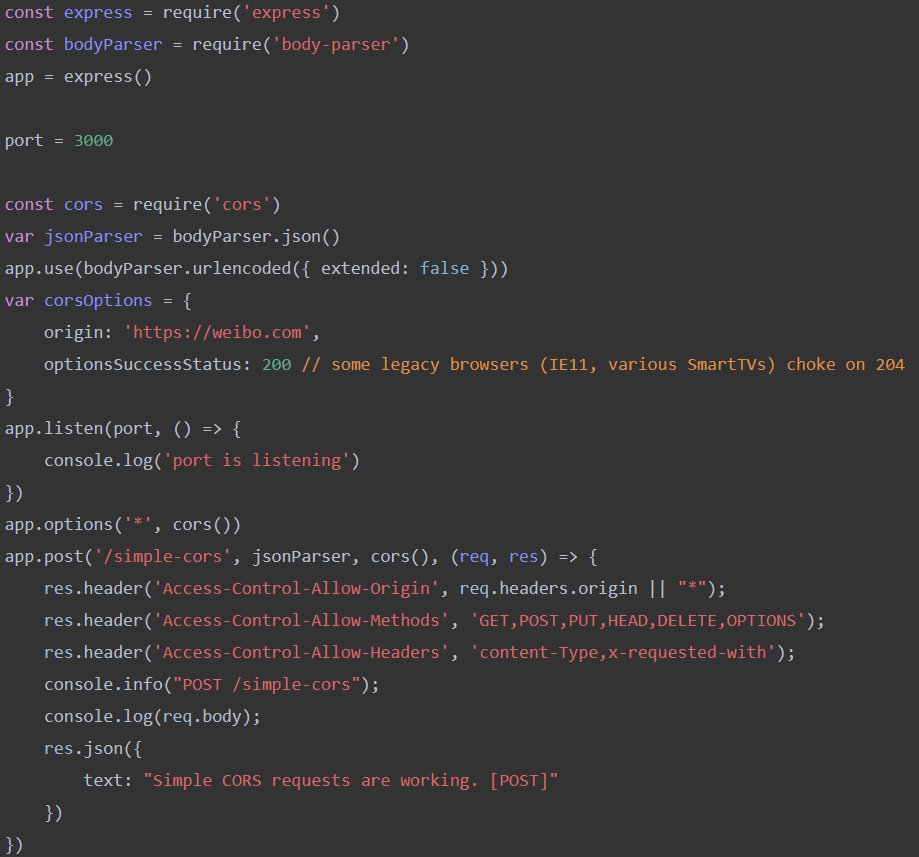 const express = require('express')
const bodyParser = require('body-parser')
app = express()
port = 3000
const cors = require('cors')
var jsonParser = bodyParser.json()
app.use(bodyParser.urlencoded({ extended: false }))
var corsOptions = {
    origin: 'https://weibo.com',
    optionsSuccessStatus: 200 // some legacy browsers (IE11, various SmartTVs) choke on 204
}
app.listen(port, () => {
    console.log('port is listening')
})
app.options('*', cors())
app.post('/simple-cors', jsonParser, cors(), (req, res) => {
    res.header('Access-Control-Allow-Origin', req.headers.origin || "*");
    res.header('Access-Control-Allow-Methods', 'GET,POST,PUT,HEAD,DELETE,OPTIONS');
    res.header('Access-Control-Allow-Headers', 'content-Type,x-requested-with');
    console.info("POST /simple-cors");
    console.log(req.body);
    res.json({
        text: "Simple CORS requests are working. [POST]"
    })
})